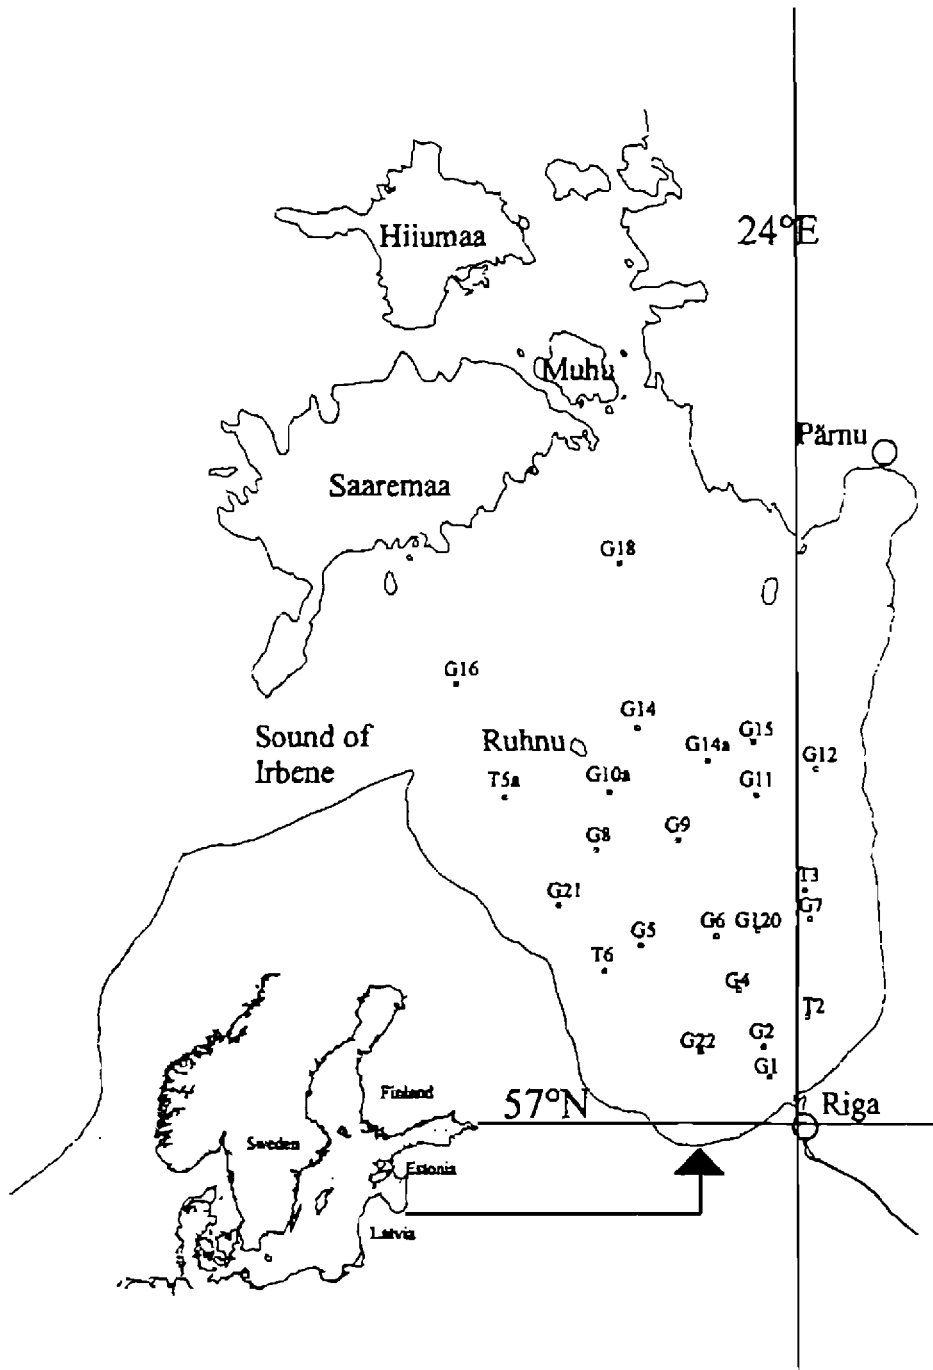 24°E
Hiiumaa
Muhu
Pärnu
Saaremaa
G18
G16
G14
G15
Sound of
Irbene
Ruhnu
G14a
G12
T5a
G10a
G11
G8
G9
T3
G21
G7
G5
G6
G120
T6
G4
T2
G22
G2
G1
Finland
57°N
Riga
Sweden
Estonia
Latvia